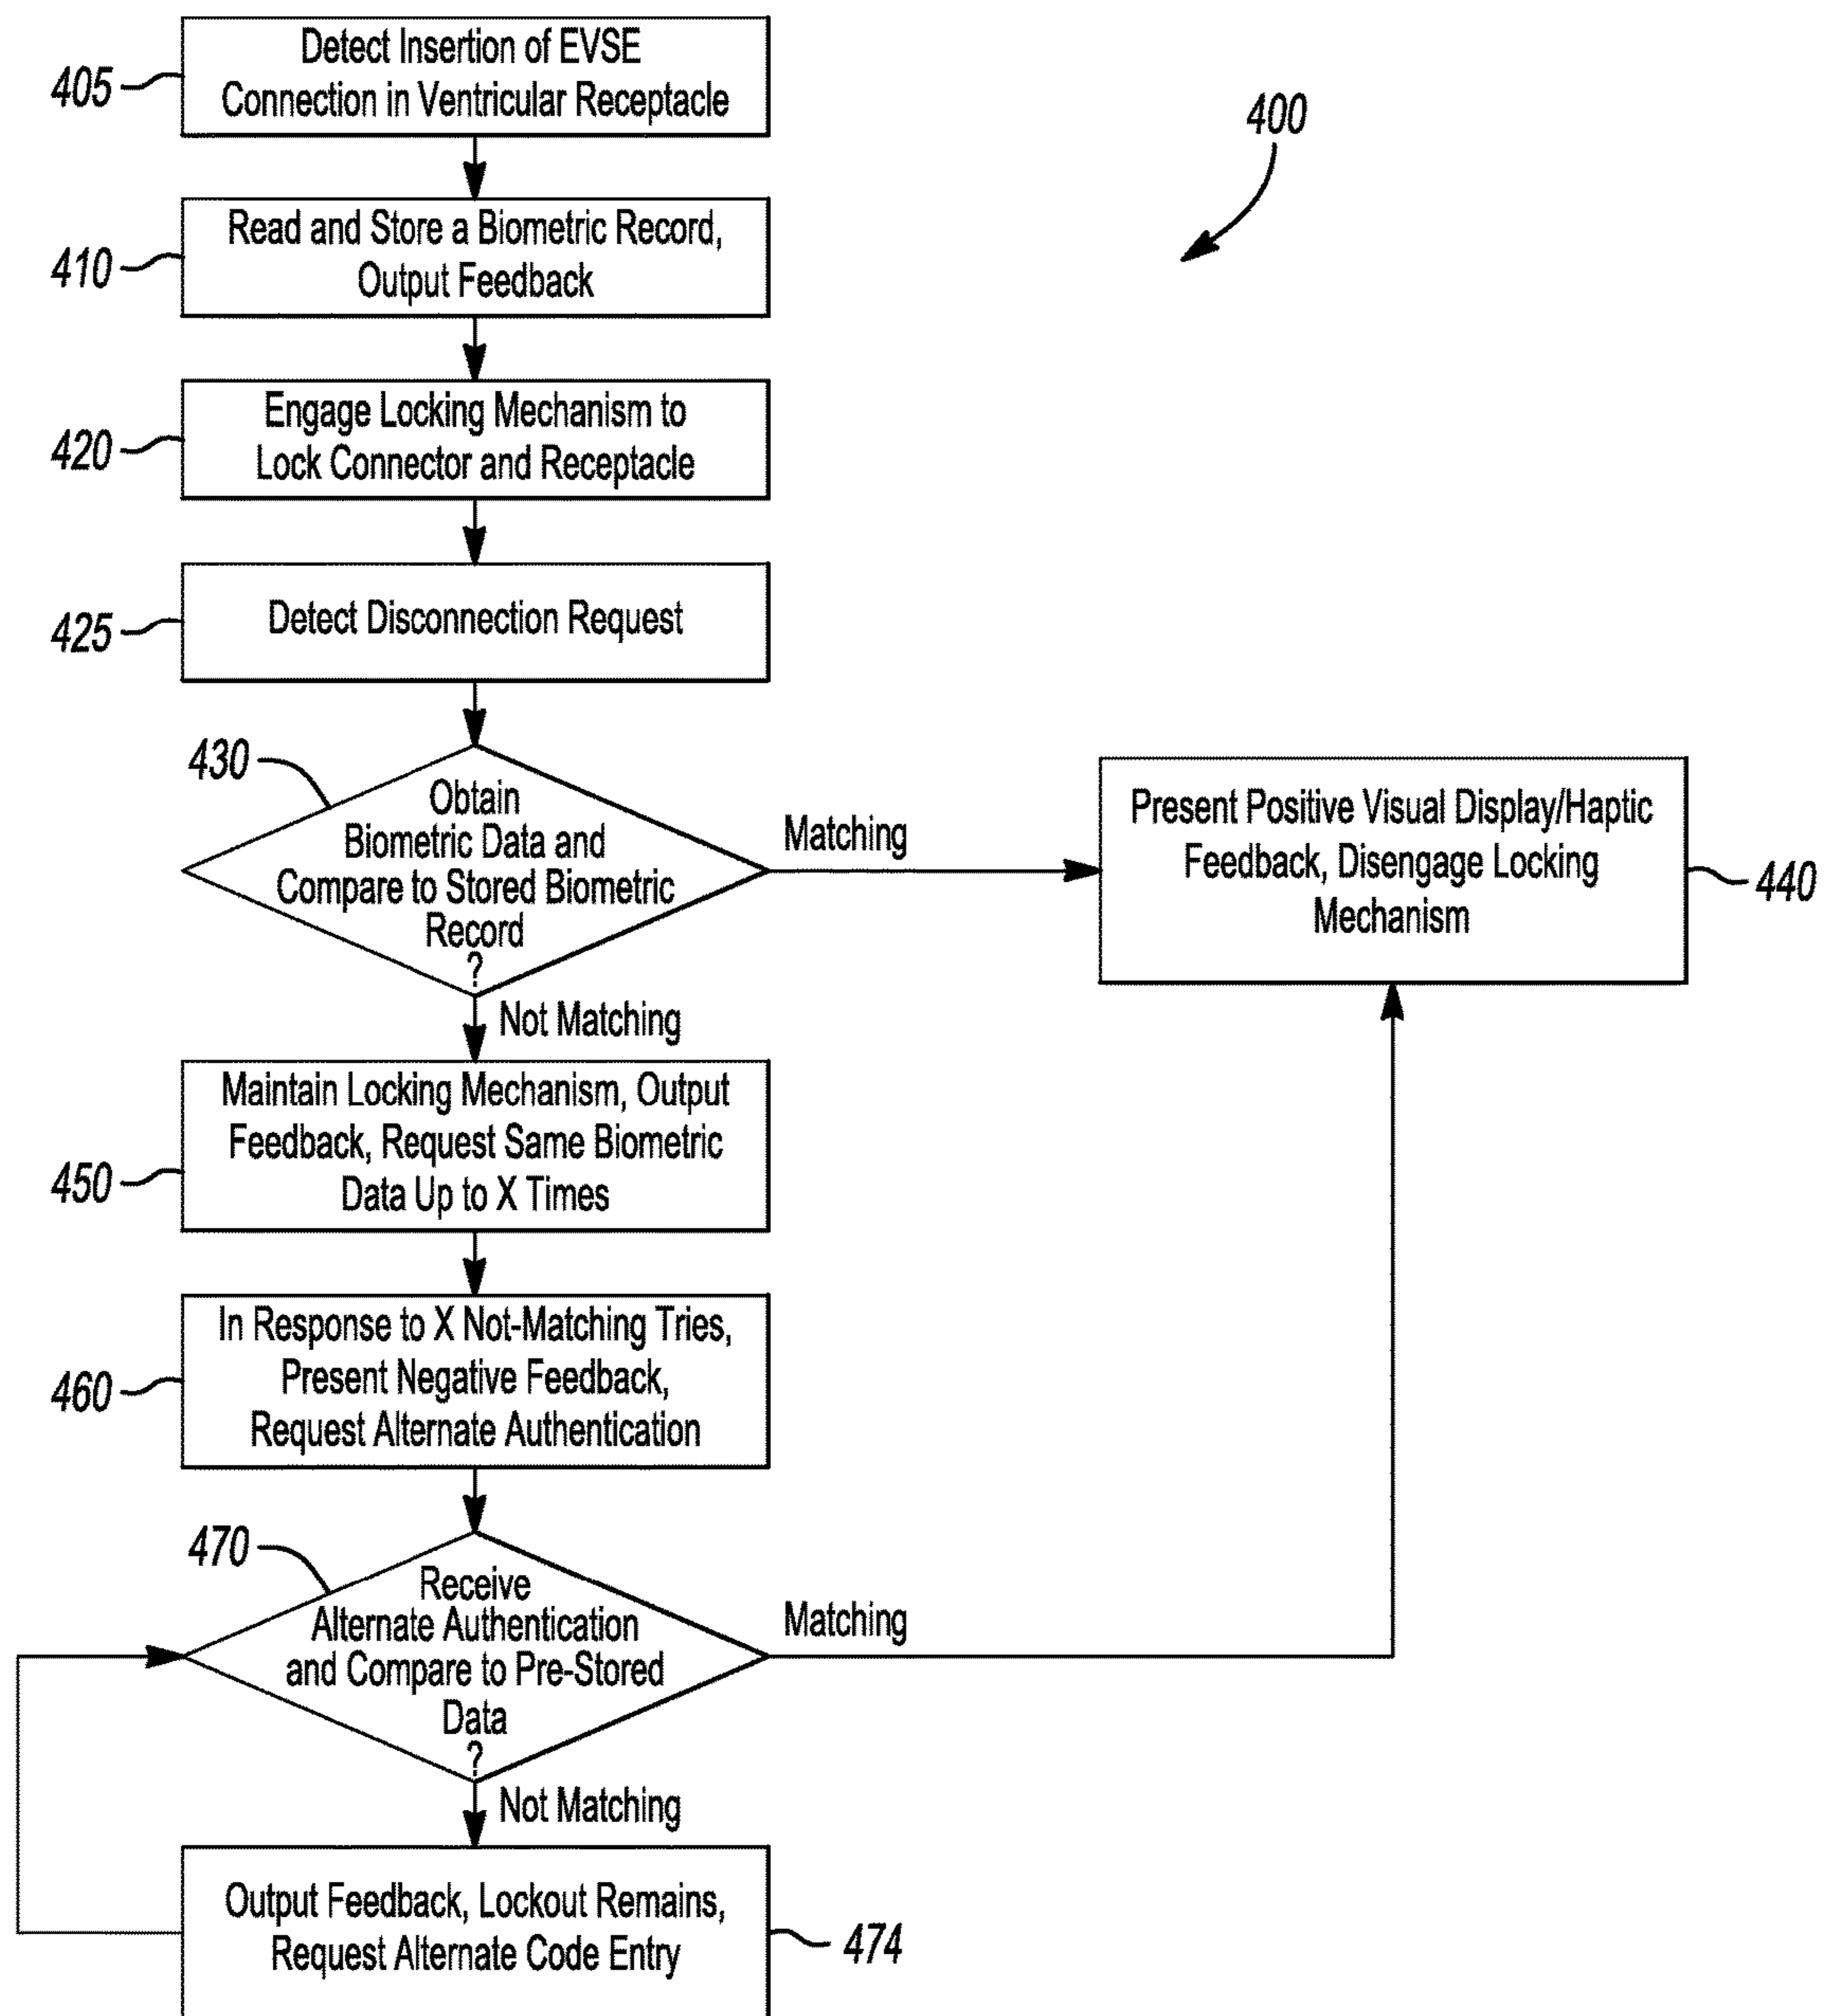 405
Detect Insertion of EVSE
Connection in Ventricular Receptacle
400
410
Read and Store a Biometric Record,
Output Feedback
420
Engage Locking Mechanism to
Lock Connector and Receptacle
425
Detect Disconnection Request
430
Obtain
Biometric Data and
Compare to Stored Biometric
Record
?
Matching
Present Positive Visual Display/Haptic
Feedback, Disengage Locking
Mechanism
440
Not Matching
450
Maintain Locking Mechanism, Output
Feedback, Request Same Biometric
Data Up to X Times
460
In Response to X Not-Matching Tries,
Present Negative Feedback,
Request Alternate Authentication
470
Receive
Alternate Authentication
and Compare to Pre-Stored
Data
?
Matching
Not Matching
Output Feedback, Lockout Remains,
Request Alternate Code Entry
474